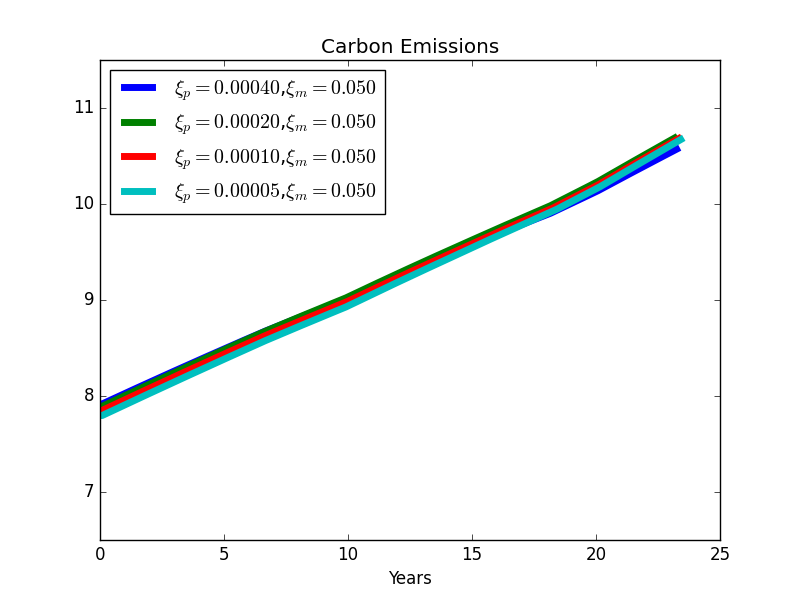 Carbon Emissions
ξₚ = 0.00040,ξₘ = 0.050
ξₚ = 0.00020,ξₘ = 0.050
ξₚ = 0.00010,ξₘ = 0.050
ξₚ = 0.00005,ξₘ = 0.050
11
10
9
8
7
0 5 10 15 20 25
Years